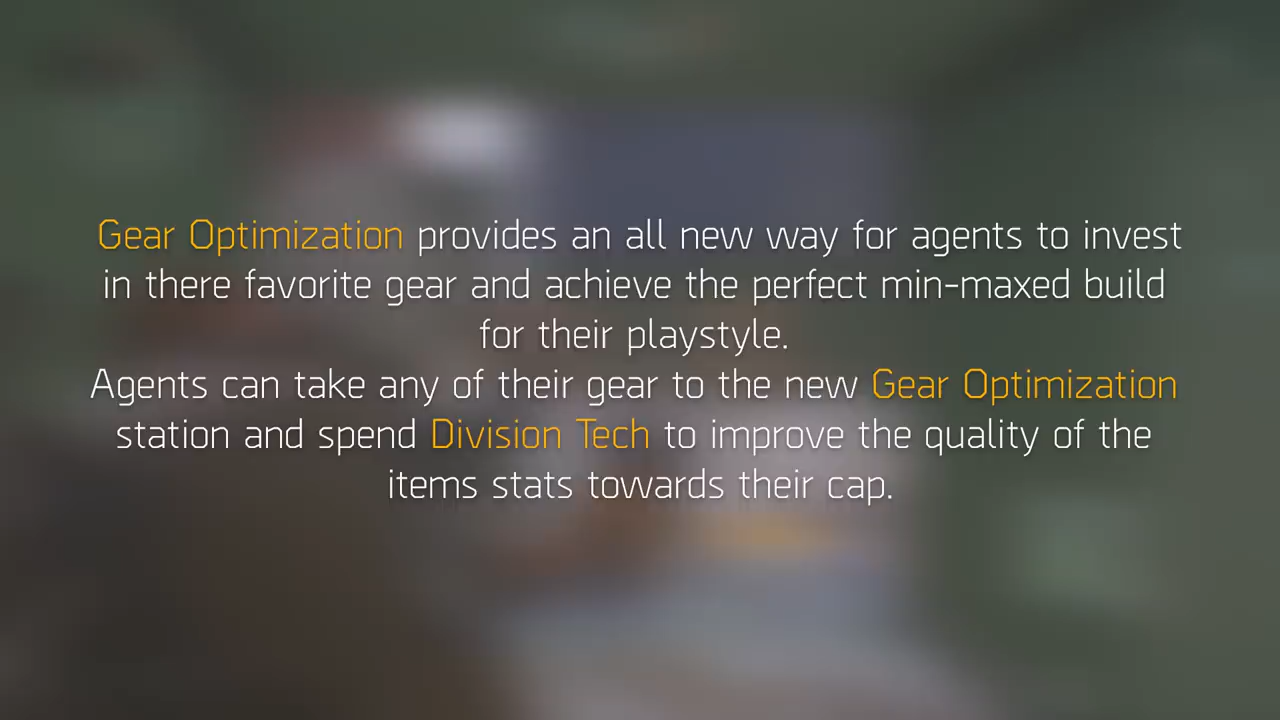 Gear Optimization provides an all new way for agents to invest
in there favorite gear and achieve the perfect min-maxed build
for their playstyle.
Agents can take any of their gear to the new Gear Optimization
station and spend Division Tech to improve the quality of the
items stats towards their cap.